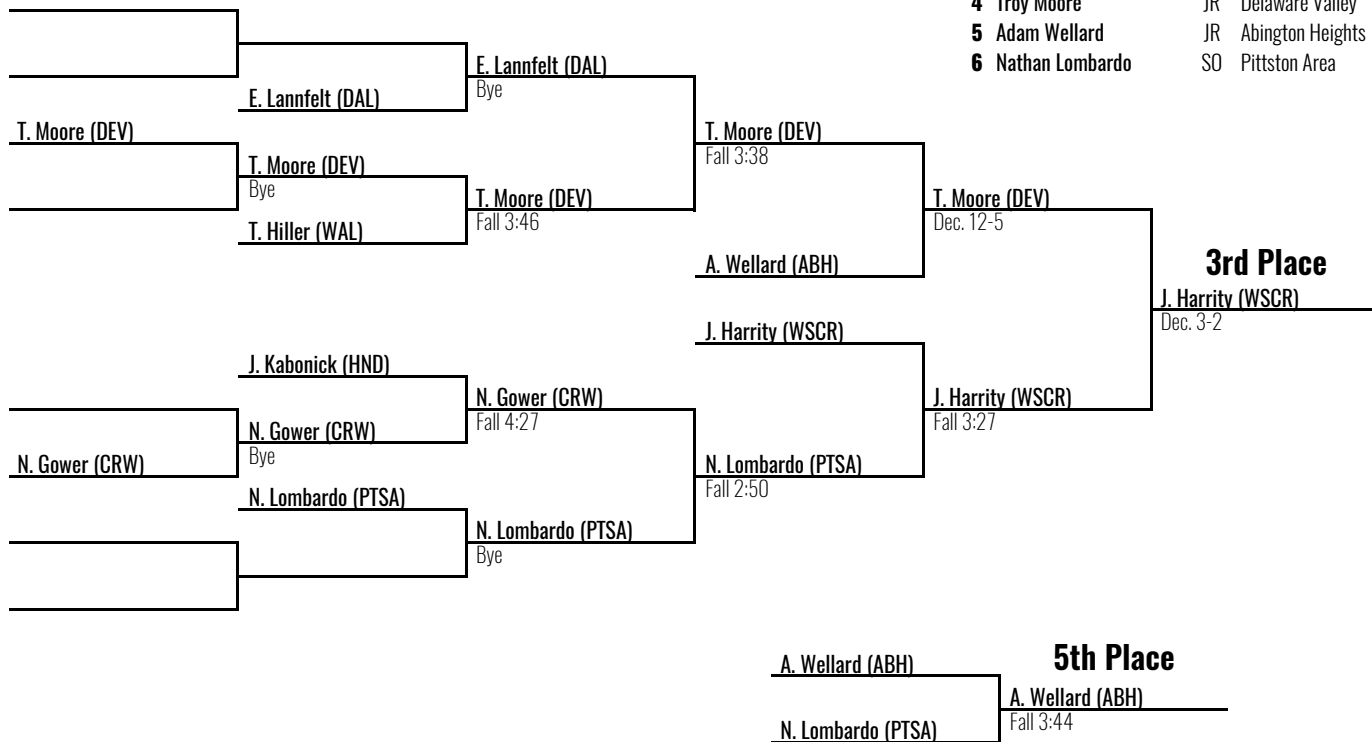 4 Troy Moore JR Delaware Valley
5 Adam Wellard JR Abington Heights
6 Nathan Lombardo SO Pittston Area
E. Lannfelt (DAL)
Bye
E. Lannfelt (DAL)
T. Moore (DEV)
T. Moore (DEV)
Fall 3:38
T. Moore (DEV)
Bye
T. Moore (DEV)
Fall 3:46
T. Moore (DEV)
Dec. 12-5
T. Hiller (WAL)
A. Wellard (ABH)
3rd Place
J. Harrity (WSCR)
Dec. 3-2
J. Harrity (WSCR)
J. Kabonick (HND)
N. Gower (CRW)
Fall 4:27
J. Harrity (WSCR)
Fall 3:27
N. Gower (CRW)
Bye
N. Gower (CRW)
N. Lombardo (PTSA)
Fall 2:50
N. Lombardo (PTSA)
N. Lombardo (PTSA)
Bye
5th Place
A. Wellard (ABH)
A. Wellard (ABH)
Fall 3:44
N. Lombardo (PTSA)